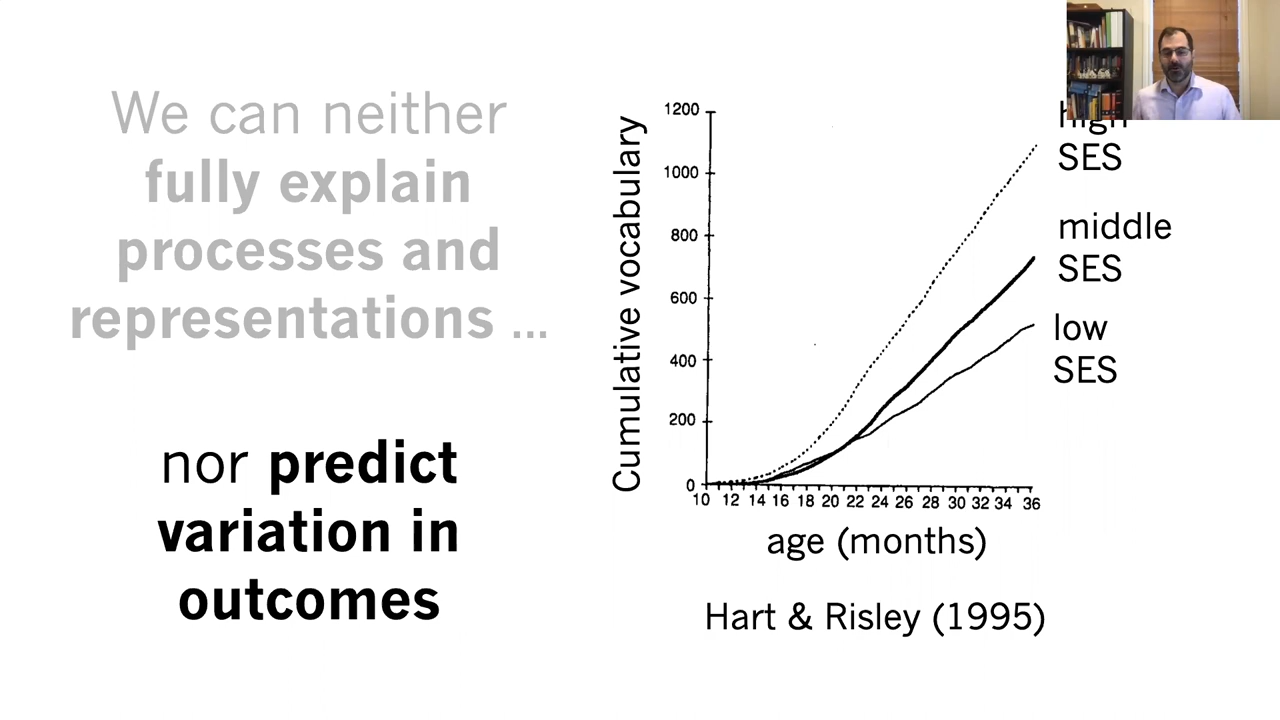 We can neither
fully explain
processes and
representations ...
nor predict
variation in
outcomes
Cumulative vocabulary
1200
1000
800
600
400
200
0
10 12 14 16 18 20 22 24 26 28 30 32 34 36
age (months)
high
SES
middle
SES
low
SES
Hart & Risley (1995)